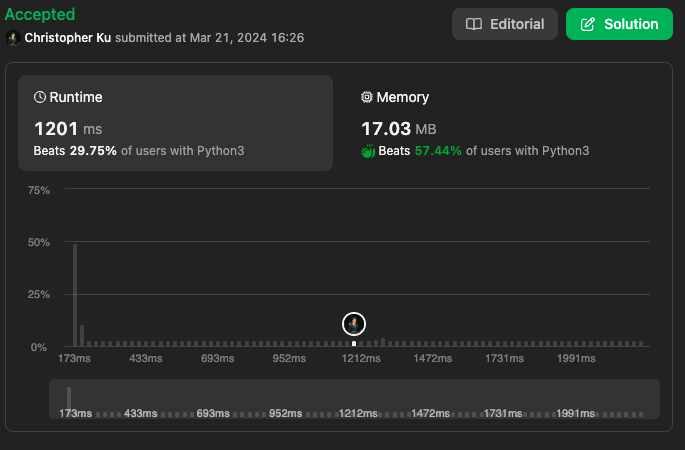 Accepted
Editorial
Solution
Christopher Ku submitted at Mar 21, 2024 16:26
Runtime
Memory
1201 ms
17.03 MB
Beats 29.75% of users with Python3
Beats 57.44% of users with Python3
75%
50%
25%
0%
173ms 433ms 693ms 952ms 1212ms 1472ms 1731ms 1991ms
173ms 433ms 693ms 952ms 1212ms 1472ms 1731ms 1991ms